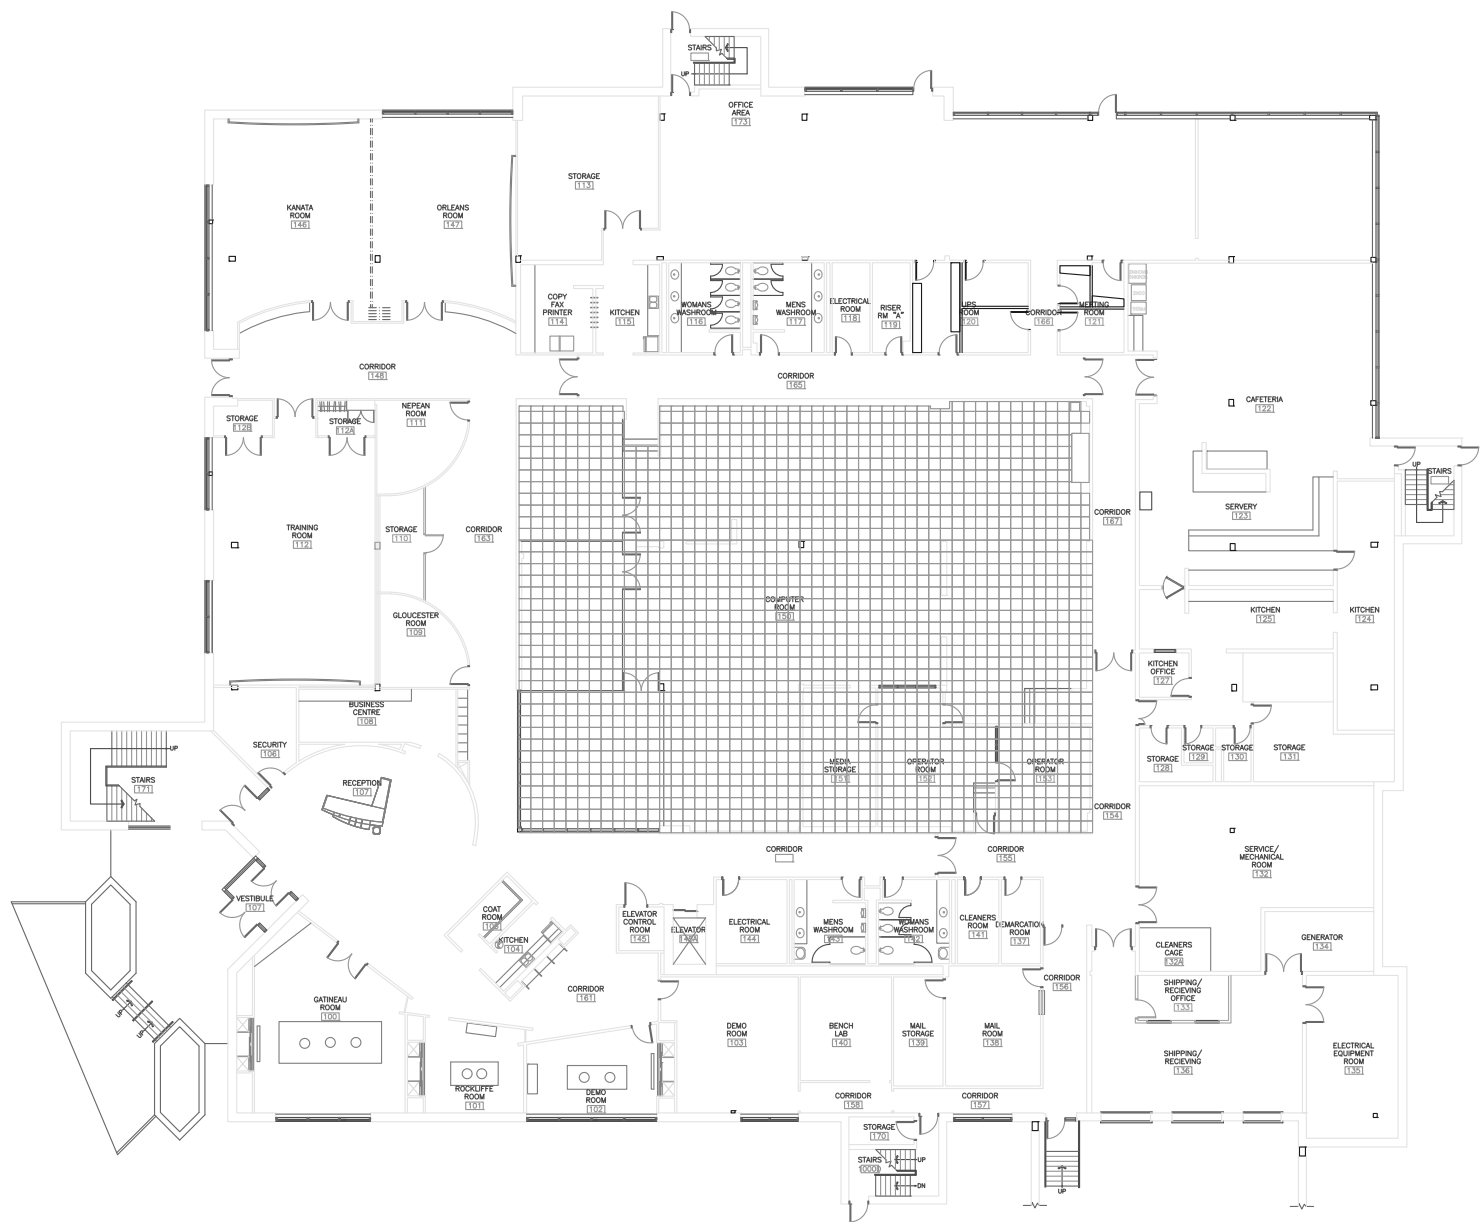 STAIRS
UP
OFFICE
AREA
173
STORAGE
113
KANATA
ROOM
146
ORLEANS
ROOM
147
COPY
FAX
PRINTER
114
KITCHEN
115
WOMANS
WASHROOM
116
MENS
WASHROOM
117
ELECTRICAL
ROOM
118
RISER
RM "A"
119
UPS
ROOM
120
CORRIDOR
166
MEETING
ROOM
121
CORRIDOR
148
CORRIDOR
165
CAFETERIA
122
STORAGE
112B
STORAGE
112A
NEPEAN
ROOM
111
UP
STAIRS
TRAINING
ROOM
112
STORAGE
110
CORRIDOR
163
CORRIDOR
167
SERVERY
123
COMPUTER
ROOM
150
GLOUCESTER
ROOM
109
KITCHEN
125
KITCHEN
124
KITCHEN
OFFICE
127
BUSINESS
CENTRE
108
SECURITY
106
UP
STAIRS
171
RECEPTION
107
MEDIA
STORAGE
151
OPERATOR
ROOM
152
OPERATOR
ROOM
153
STORAGE
128
STORAGE
129
STORAGE
130
STORAGE
131
CORRIDOR
154
CORRIDOR
CORRIDOR
155
SERVICE/
MECHANICAL
ROOM
132
VESTIBULE
107
COAT
ROOM
KITCHEN
104
ELEVATOR
CONTROL
ROOM
145
ELEVATOR
ELECTRICAL
ROOM
144
MENS
WASHROOM
143
WOMANS
WASHROOM
142
CLEANERS
ROOM
141
DEMARCATION
ROOM
137
CLEANERS
CAGE
132A
GENERATOR
134
CORRIDOR
156
SHIPPING/
RECIEVING
OFFICE
133
CORRIDOR
161
GATINEAU
ROOM
100
UP
UP
DEMO
ROOM
103
BENCH
LAB
140
MAIL
STORAGE
139
MAIL
ROOM
138
SHIPPING/
RECIEVING
136
ELECTRICAL
EQUIPMENT
ROOM
135
ROCKLIFFE
ROOM
101
DEMO
ROOM
102
CORRIDOR
158
CORRIDOR
157
STORAGE
170
STAIRS
UP
DN
UP